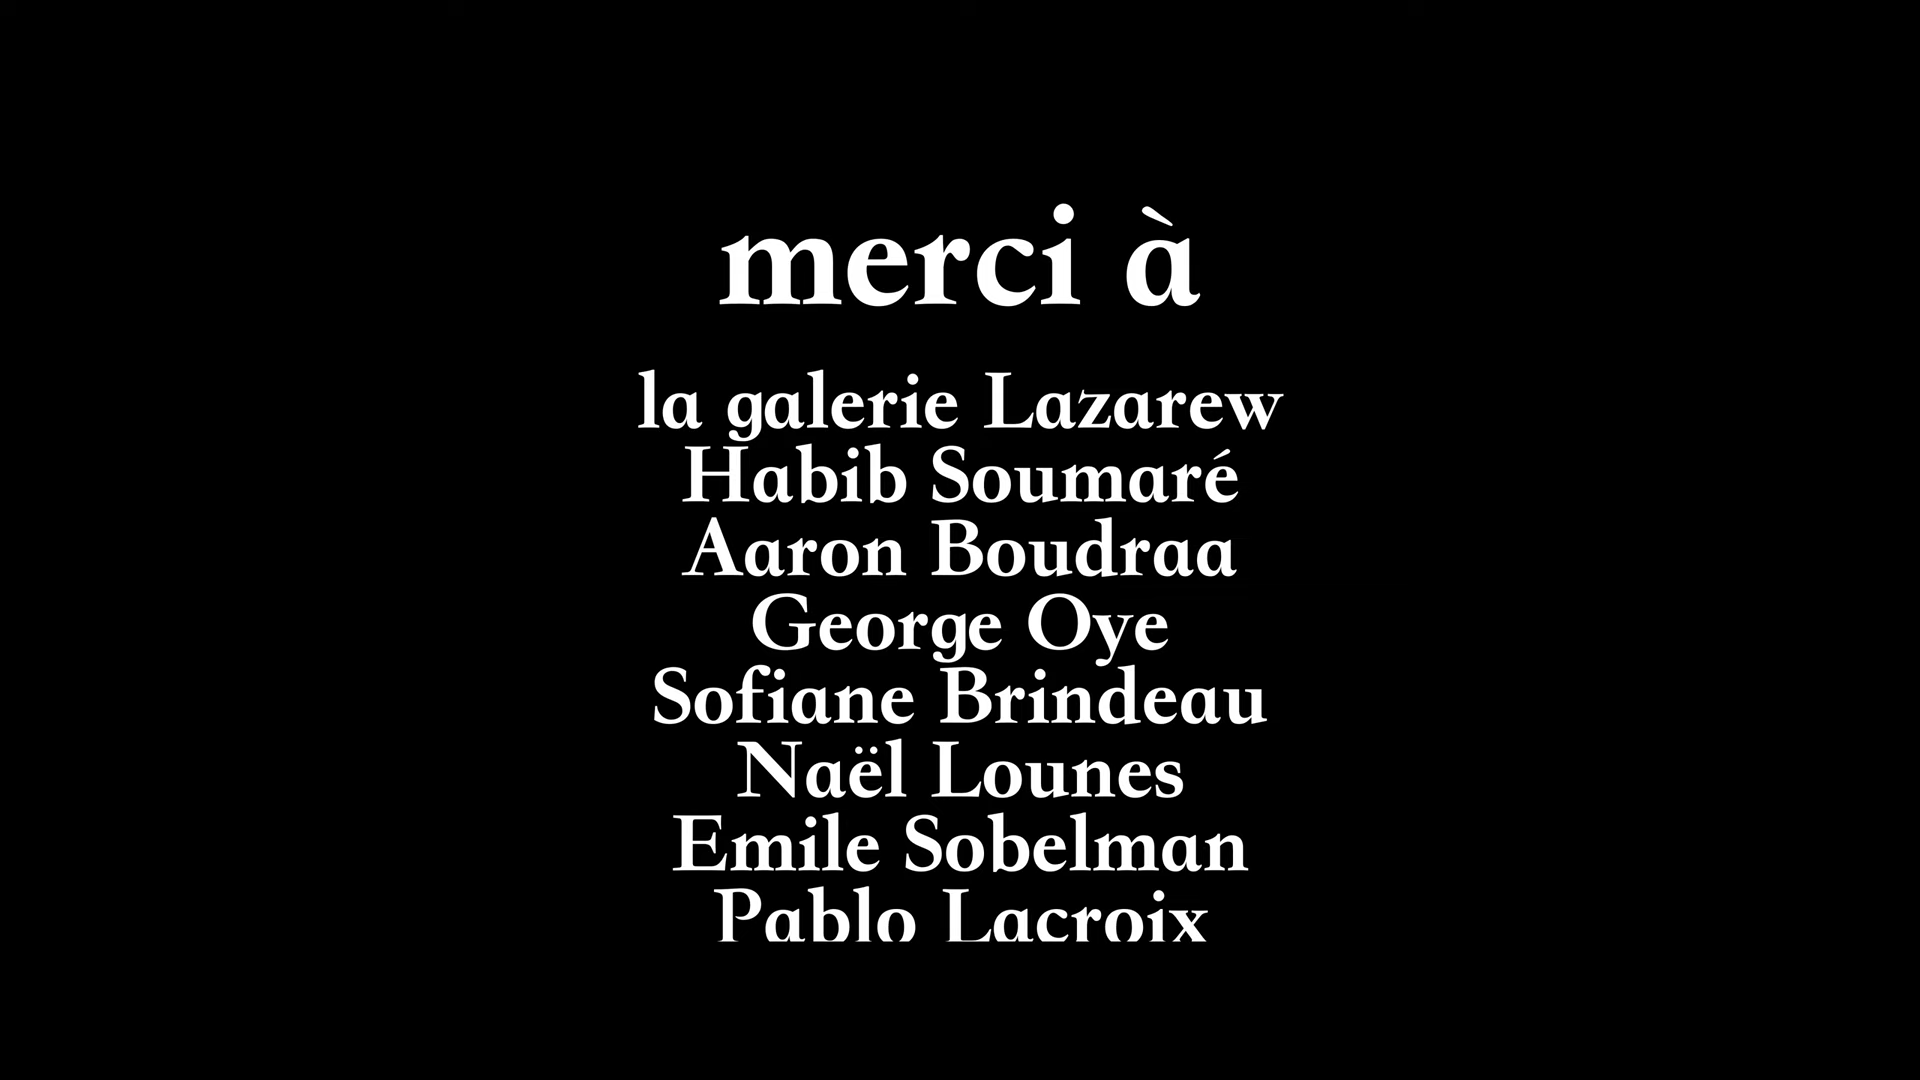 merci à
la galerie Lazarew
Habib Soumaré
Aaron Boudraa
George Oye
Sofiane Brindeau
Naël Lounes
Emile Sobelman
Pablo Lacroix